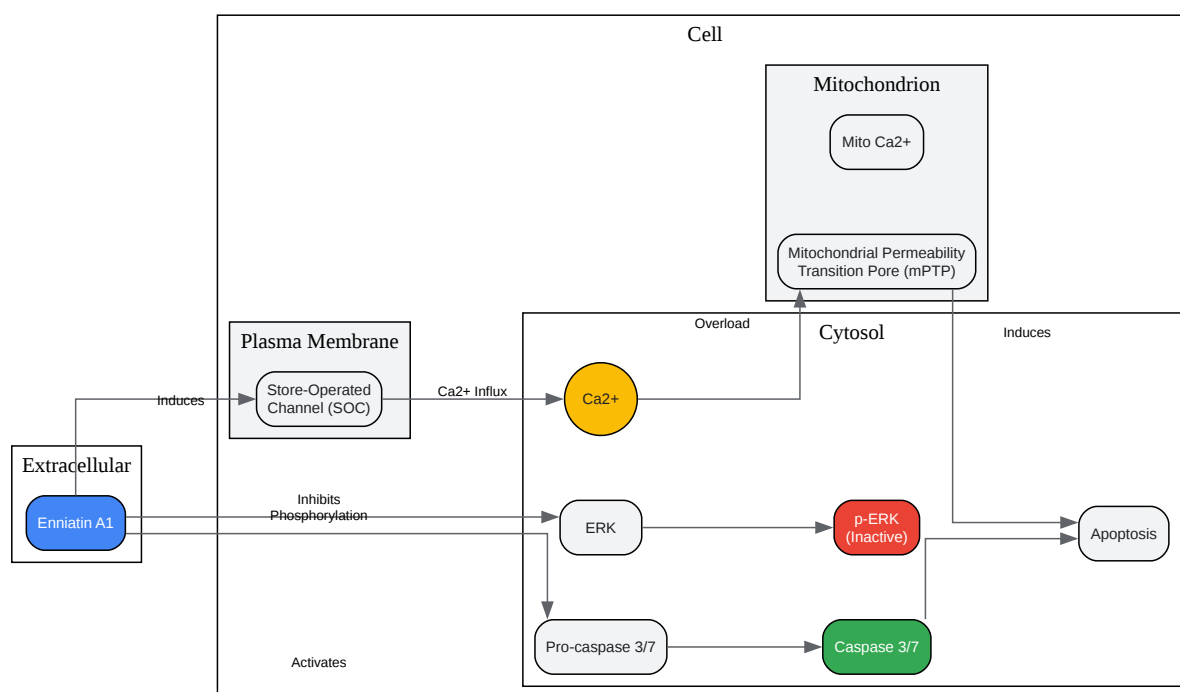 Cell
Mitochondrion
Mito Ca2+
Mitochondrial Permeability
Transition Pore (mPTP)
Overload
Cytosol
Induces
Plasma Membrane
Store-Operated
Channel (SOC)
Ca2+ Influx
Ca2+
Induces
Extracellular
Enniatin A1
Inhibits
Phosphorylation
ERK
p-ERK
(Inactive)
Apoptosis
Pro-caspase 3/7
Caspase 3/7
Activates